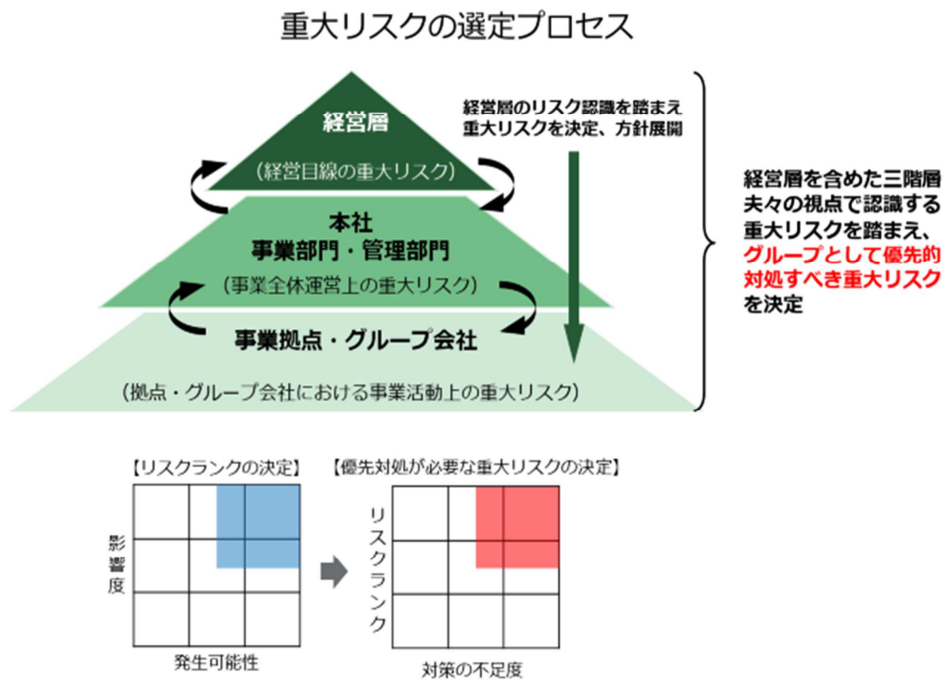 重大リスクの選定プロセス
経営層
(経営目線の重大リスク)
経営層のリスク認識を踏まえ
重大リスクを決定、方針展開
本社
事業部門・管理部門
(事業全体運営上の重大リスク)
事業拠点・グループ会社
(拠点・グループ会社における事業活動上の重大リスク)
経営層を含めた三階層
夫々の視点で認識する
重大リスクを踏まえ、
グループとして優先的
対処すべき重大リスク
を決定
【リスクランクの決定】
影響度
発生可能性
【優先対処が必要な重大リスクの決定】
リスクランク
対策の不足度